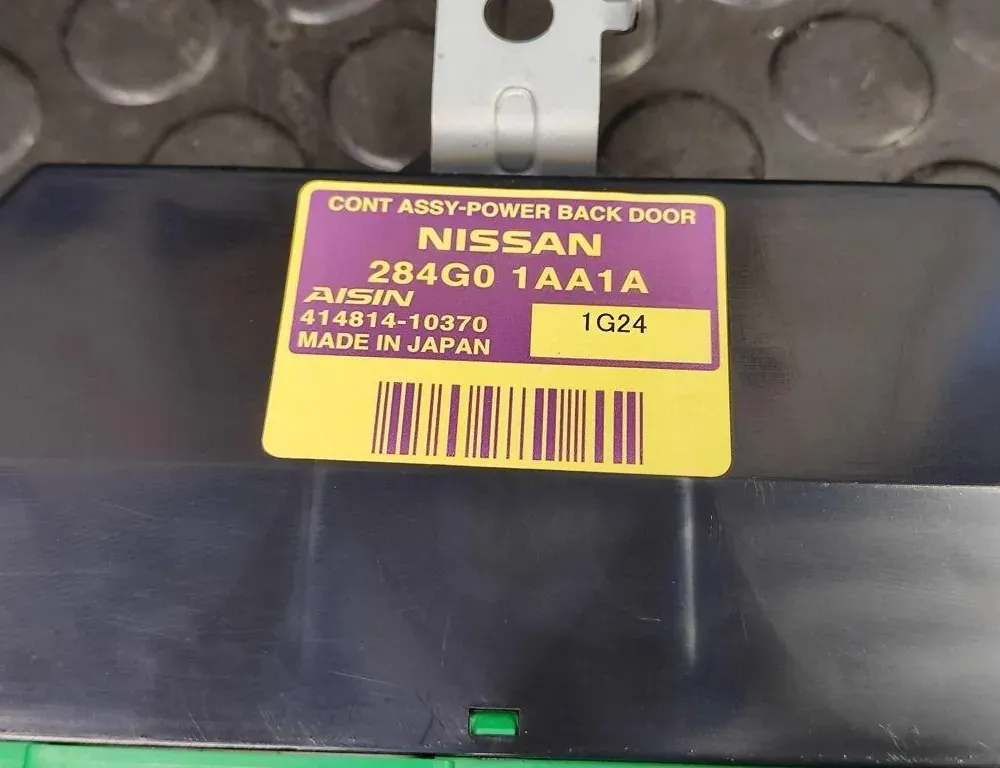 CONT ASSY-POWER BACK DOOR
NISSAN
284G0 1AA1A
AISIN
414814-10370
1G24
MADE IN JAPAN